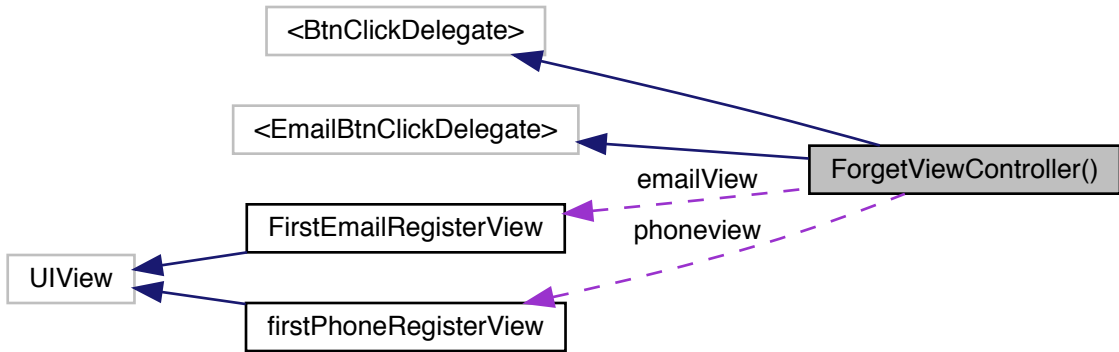 <BtnClickDelegate>
<EmailBtnClickDelegate>
ForgetViewController()
emailView
FirstEmailRegisterView
phoneview
UIView
firstPhoneRegisterView